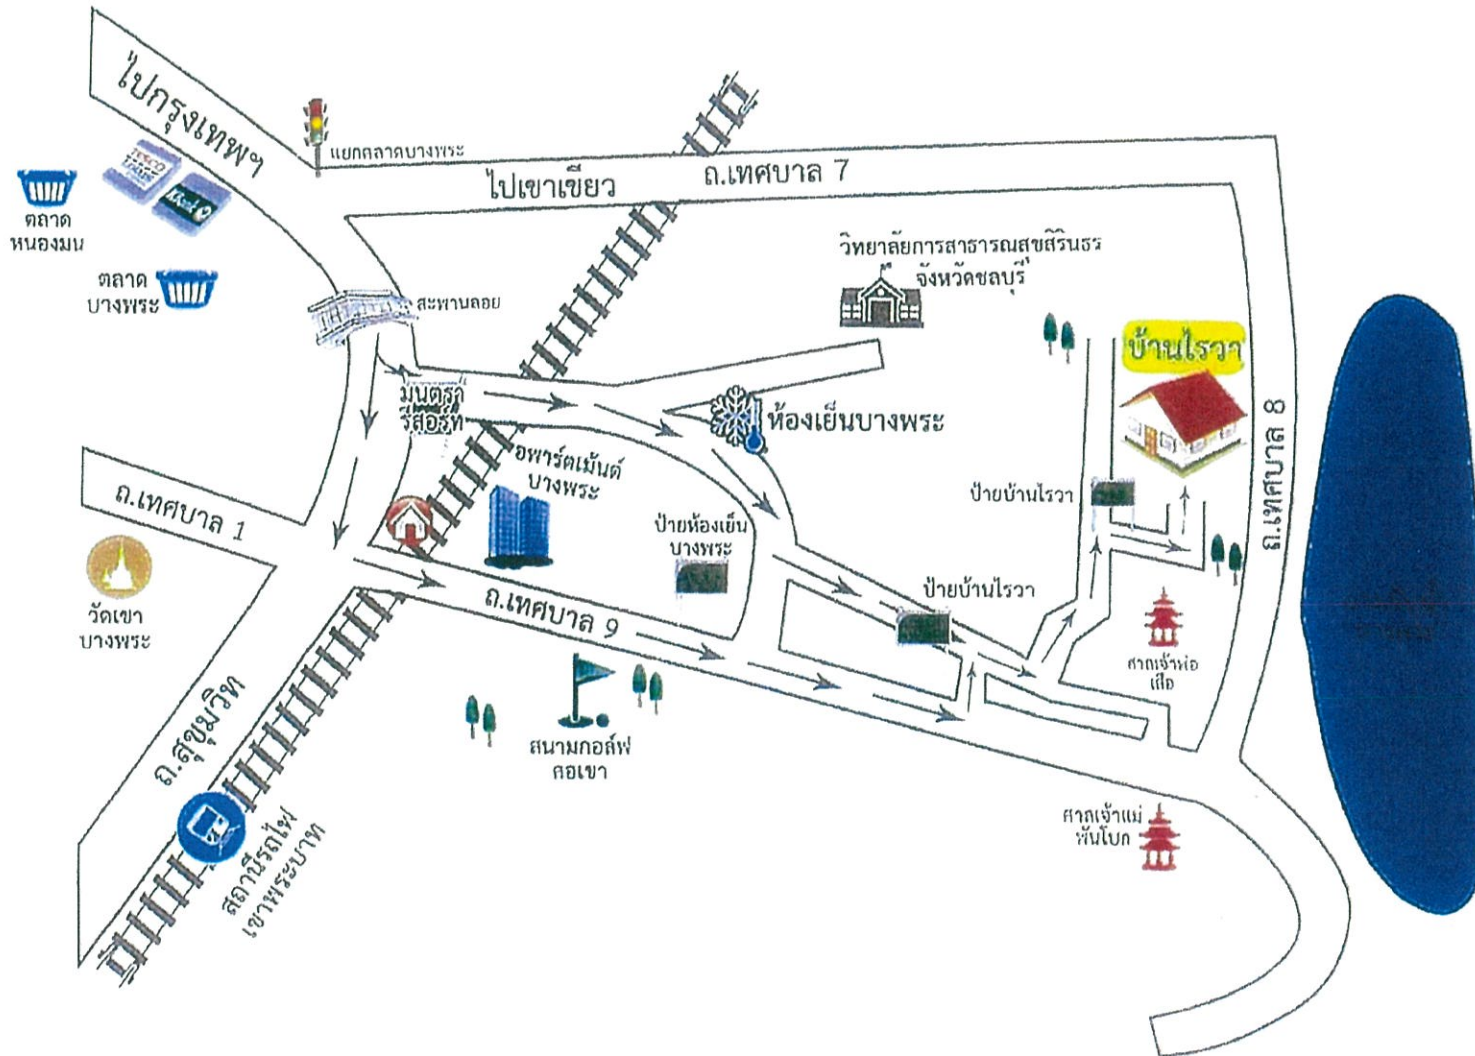 ไปกรุงเทพฯ
แยกตลาดบางพระ
ไปเขาเขียว
ถ.เทศบาล 7
TESCO
ตลาด
หนองมน
ตลาด
บางพระ
สะพานลอย
วิทยาลัยการสาธารณสุขสิรินธร
จังหวัดชลบุรี
บ้านไรวา
มันตรา
รีสอร์ท
ห้องเย็นบางพระ
อพาร์ตเม้นต์
บางพระ
ถ.เทศบาล 8
ป้ายบ้านไรวา
ถ.เทศบาล 1
ป้ายห้องเย็น
บางพระ
วัดเขา
บางพระ
ถ.เทศบาล 9
ป้ายบ้านไรวา
ศาลเจ้าพ่อ
เสือ
ถ.สุขุมวิท
สนามกอล์ฟ
คอเขา
สถานีรถไฟ
เขาพระบาท
ศาลเจ้าแม่
พันโบก